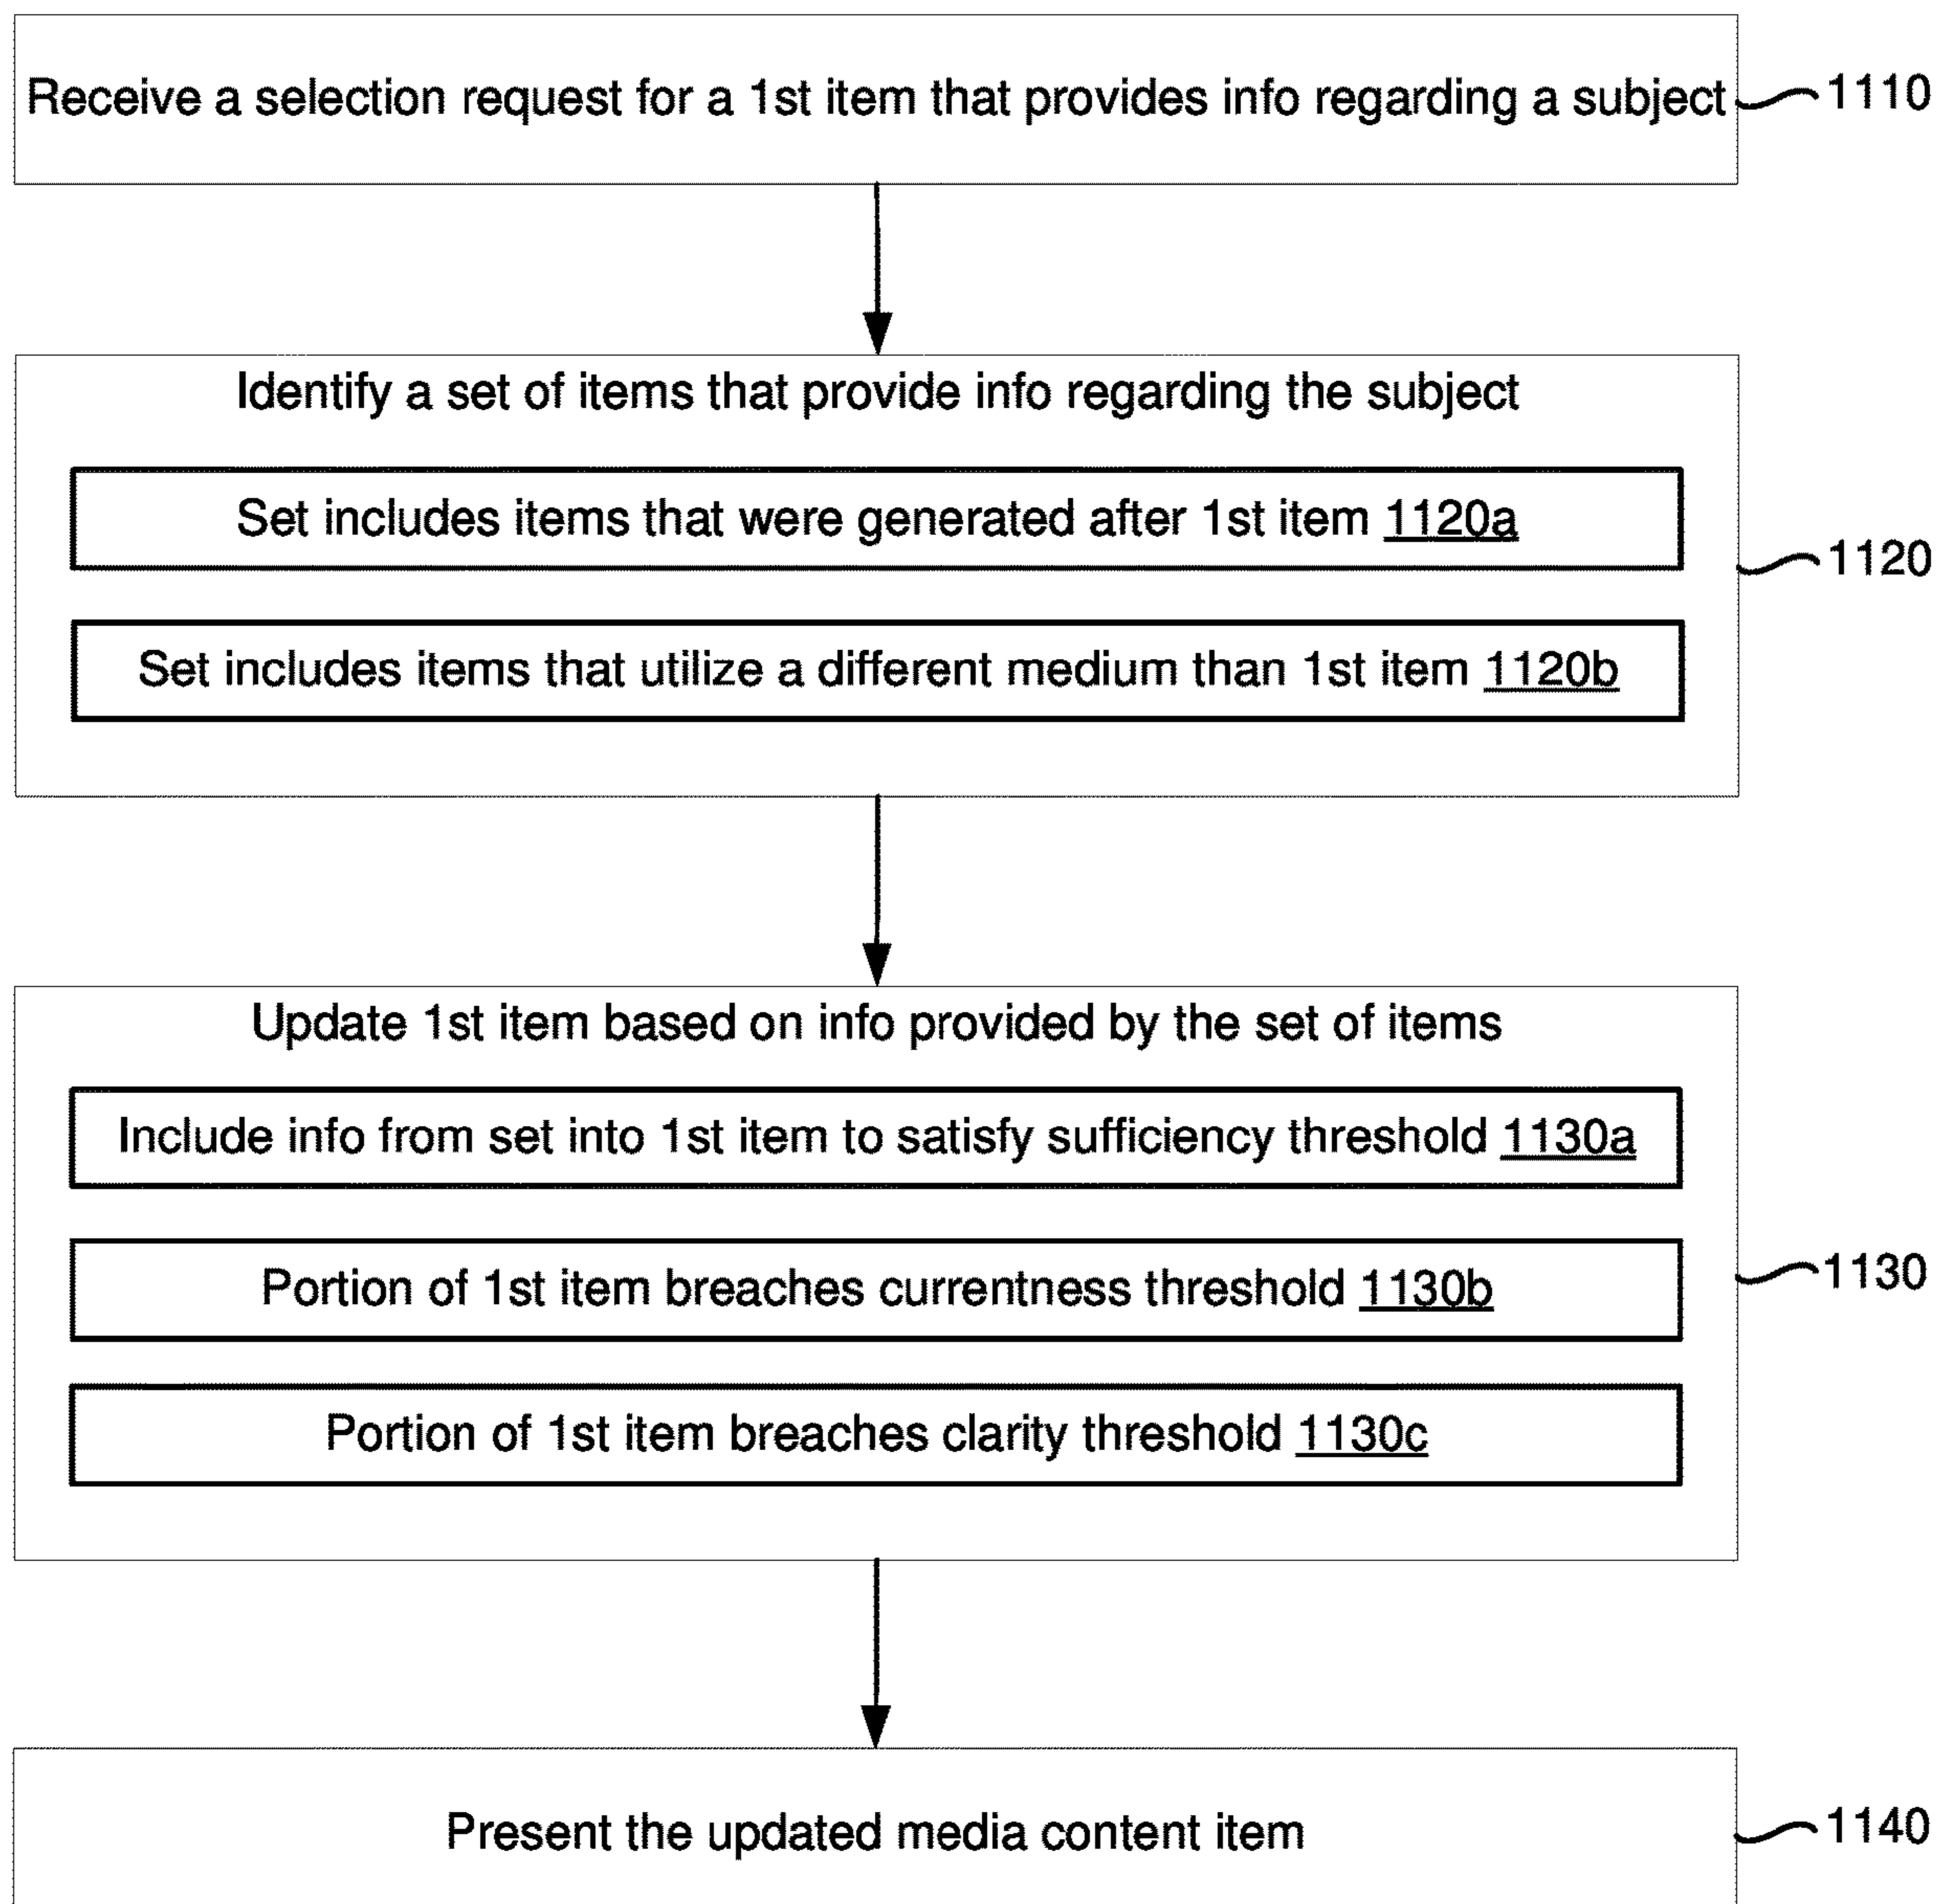 Receive a selection request for a 1st item that provides info regarding a subject 1110
Identify a set of items that provide info regarding the subject
Set includes items that were generated after 1st item 1120a
1120
Set includes items that utilize a different medium than 1st item 1120b
Update 1st item based on info provided by the set of items
Include info from set into 1st item to satisfy sufficiency threshold 1130a
Portion of 1st item breaches currentness threshold 1130b
1130
Portion of 1st item breaches clarity threshold 1130c
Present the updated media content item 1140